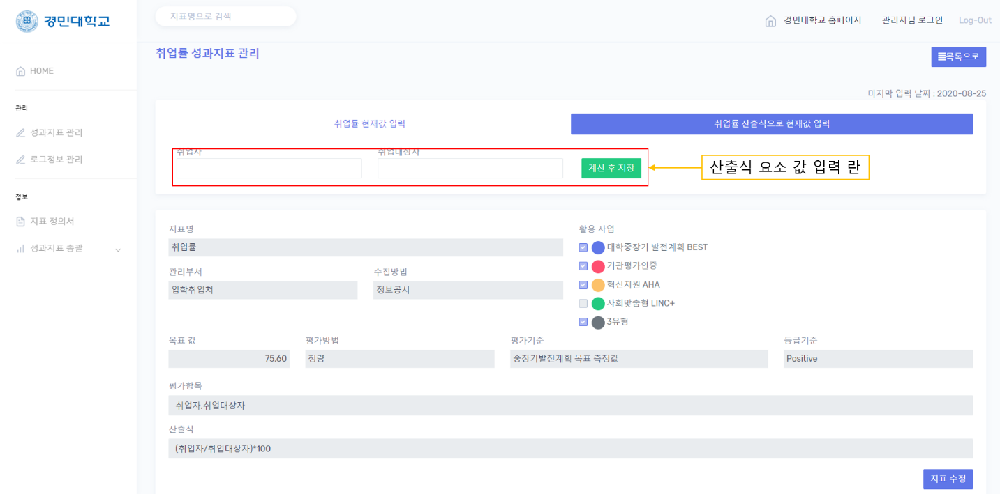 경민대학교
지표명으로 검색
경민대학교 홈페이지 관리자님 로그인 Log-Out
HOME
관리
성과지표 관리
로그정보 관리
정보
지표 정의서
성과지표 총괄
취업률 성과지표 관리
목록으로
마지막 입력 날짜 : 2020-08-25
취업률 현재값 입력
취업률 산출식으로 현재값 입력
취업자
취업대상자
계산 후 저장
산출식 요소 값 입력 란
지표명
취업률
관리부서
수집방법
입학취업처
정보공시
활용 사업
대학중장기 발전계획 BEST
기관평가인증
혁신지원 AHA
사회맞춤형 LINC+
3유형
목표 값
평가방법
평가기준
등급기준
75.60
정량
중장기발전계획 목표 측정값
Positive
평가항목
취업자,취업대상자
산출식
(취업자/취업대상자)*100
지표 수정